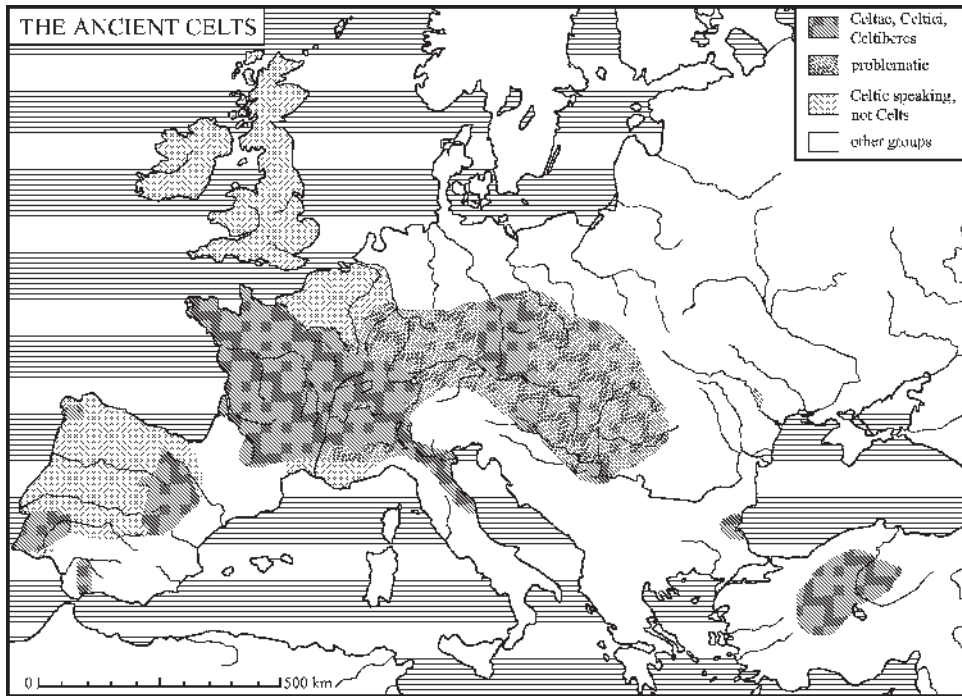 THE ANCIENT CELTS
Celtae, Celtici,
Celtiberes
problematic
Celtic speaking,
not Celts
other groups
0 500 km